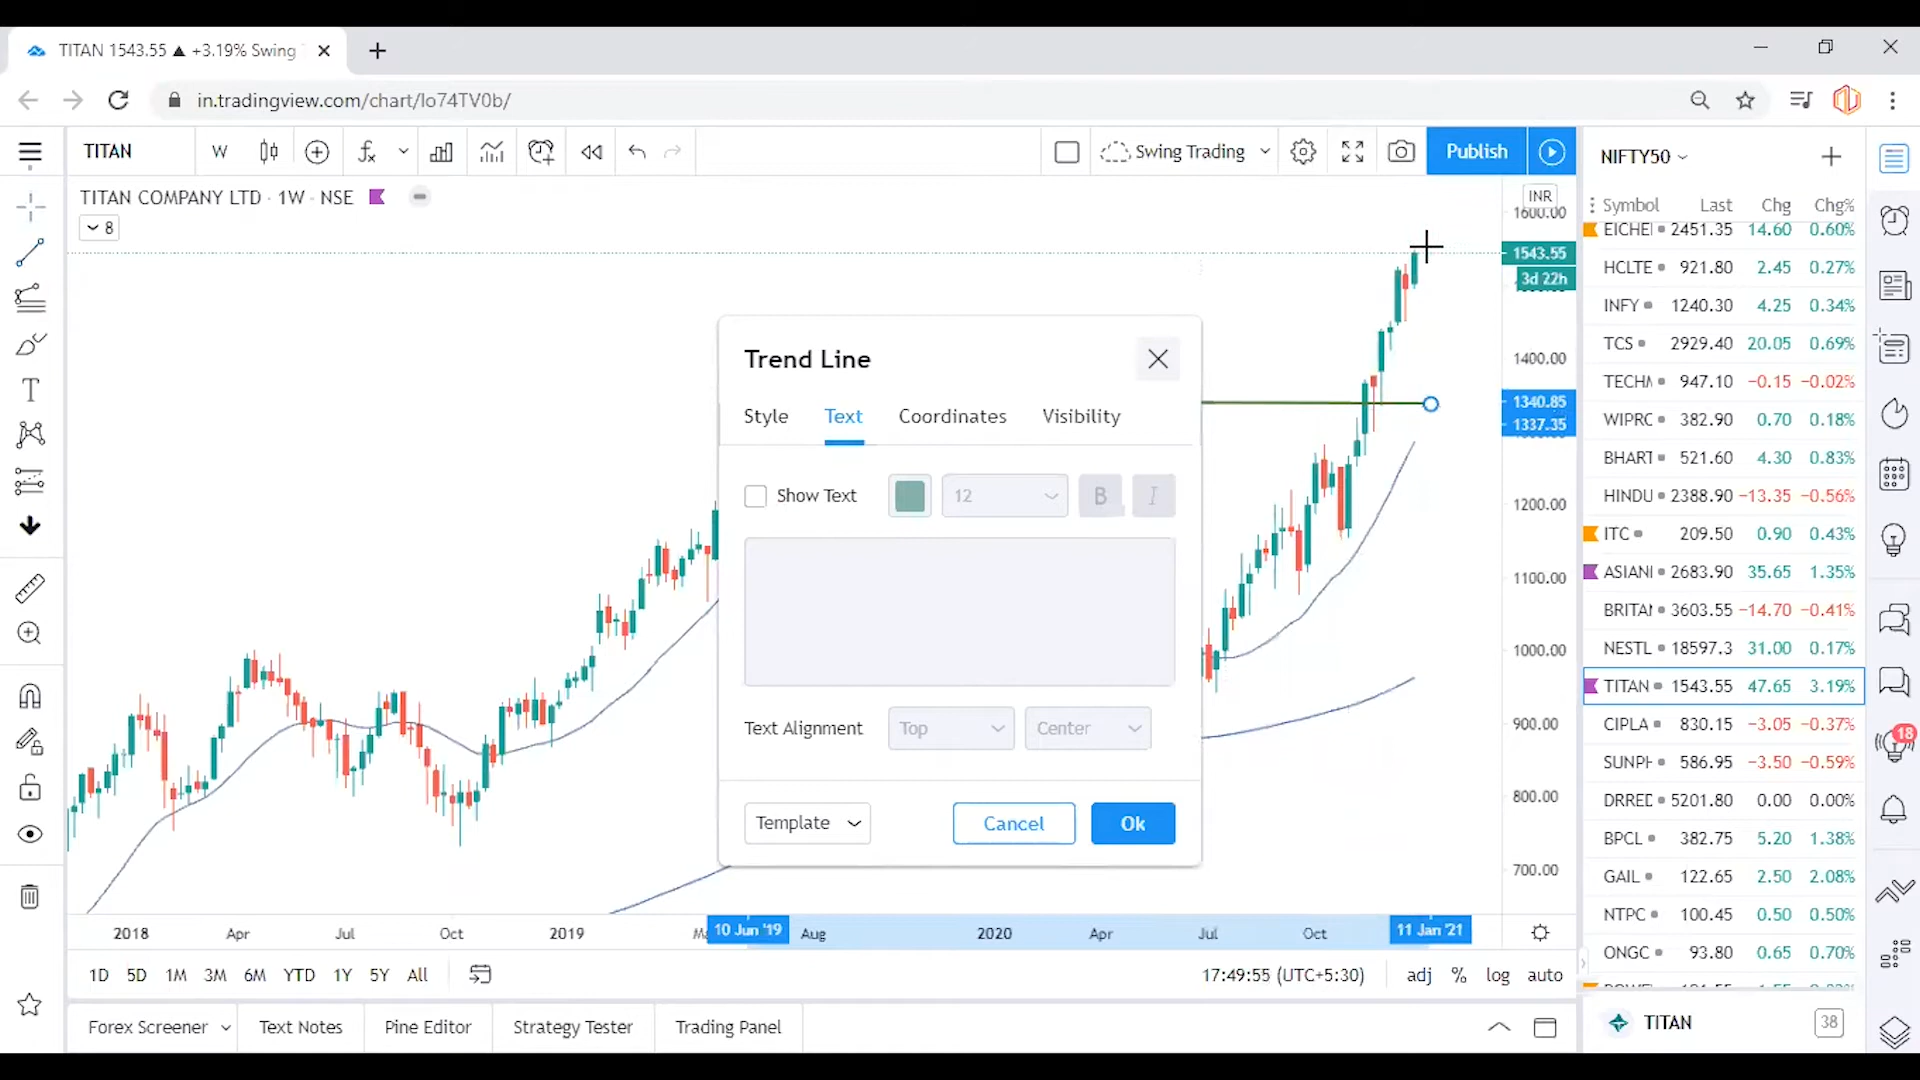 TITAN 1543.55 ▲ +3.19% Swing
in.tradingview.com/chart/Io74TV0b/
TITAN W Swing Trading Publish
TITAN COMPANY LTD · 1W · NSE
8
INR
1600.00
1543.55
3d 22h
1400.00
1340.85
1337.35
1200.00
1100.00
1000.00
900.00
800.00
700.00
Trend Line
Style Text Coordinates Visibility
Show Text 12 B I
Text Alignment Top Center
Template Cancel Ok
2018 Apr Jul Oct 2019 10 Jun '19 Aug 2020 Apr Jul Oct 11 Jan '21
1D 5D 1M 3M 6M YTD 1Y 5Y All 17:49:55 (UTC+5:30) adj % log auto
Forex Screener Text Notes Pine Editor Strategy Tester Trading Panel
NIFTY50
Symbol Last Chg Chg%
EICHEI 2451.35 14.60 0.60%
HCLTE 921.80 2.45 0.27%
INFY 1240.30 4.25 0.34%
TCS 2929.40 20.05 0.69%
TECHM 947.10 −0.15 −0.02%
WIPRO 382.90 0.70 0.18%
BHART 521.60 4.30 0.83%
HINDU 2388.90 −13.35 −0.56%
ITC 209.50 0.90 0.43%
ASIANI 2683.90 35.65 1.35%
BRITAN 3603.55 −14.70 −0.41%
NESTL 18597.3 31.00 0.17%
TITAN 1543.55 47.65 3.19%
CIPLA 830.15 −3.05 −0.37%
SUNPH 586.95 −3.50 −0.59%
DRRED 5201.80 0.00 0.00%
BPCL 382.75 5.20 1.38%
GAIL 122.65 2.50 2.08%
NTPC 100.45 0.50 0.50%
ONGC 93.80 0.65 0.70%
TITAN 38
18